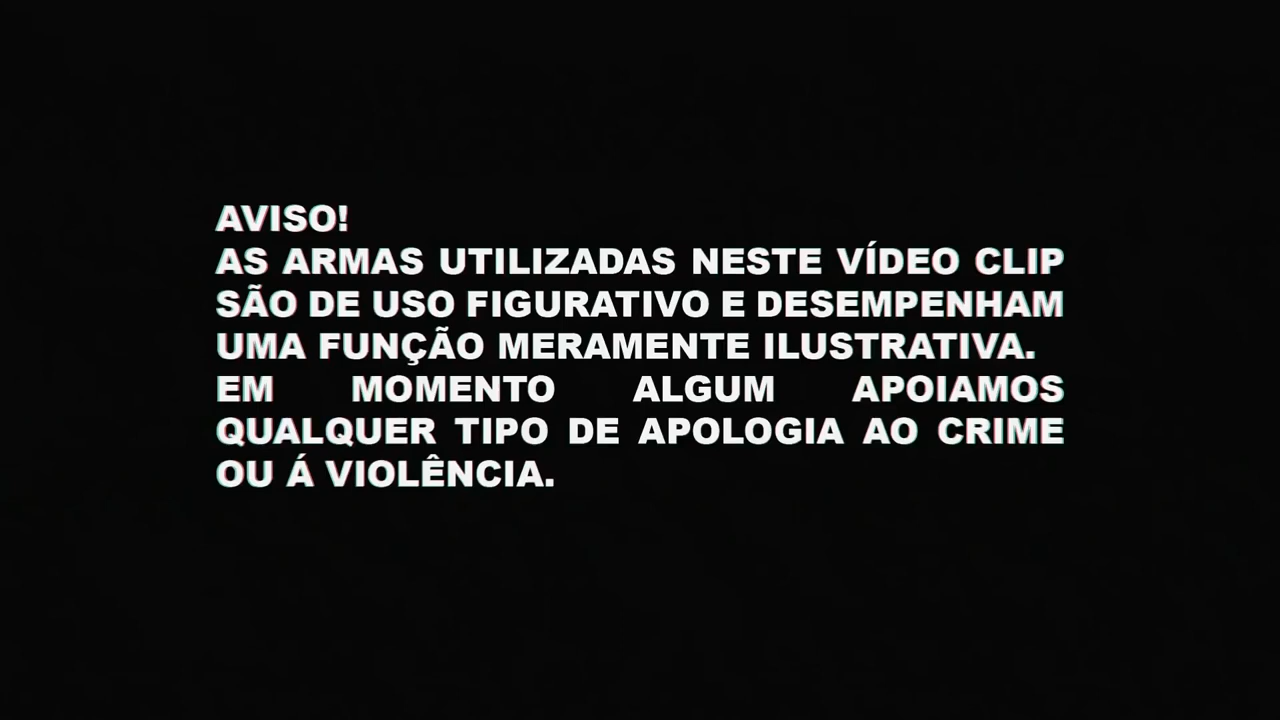 AVISO!
AS ARMAS UTILIZADAS NESTE VÍDEO CLIP
SÃO DE USO FIGURATIVO E DESEMPENHAM
UMA FUNÇÃO MERAMENTE ILUSTRATIVA.
EM MOMENTO ALGUM APOIAMOS
QUALQUER TIPO DE APOLOGIA AO CRIME
OU Á VIOLÊNCIA.